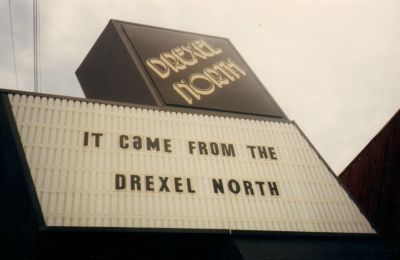 DREXEL
NORTH
IT CAME FROM THE
DREXEL NORTH